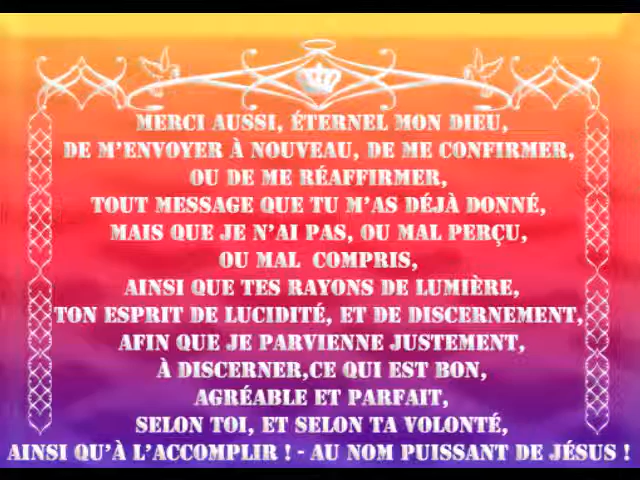 MERCI AUSSI, ÉTERNEL MON DIEU,
DE M'ENVOYER À NOUVEAU, DE ME CONFIRMER,
OU DE ME RÉAFFIRMER,
TOUT MESSAGE QUE TU M'AS DÉJÀ DONNÉ,
MAIS QUE JE N'AI PAS, OU MAL PERÇU,
OU MAL COMPRIS,
AINSI QUE TES RAYONS DE LUMIÈRE,
TON ESPRIT DE LUCIDITÉ, ET DE DISCERNEMENT,
AFIN QUE JE PARVIENNE JUSTEMENT,
À DISCERNER,CE QUI EST BON,
AGRÉABLE ET PARFAIT,
SELON TOI, ET SELON TA VOLONTÉ,
AINSI QU'À L'ACCOMPLIR ! - AU NOM PUISSANT DE JÉSUS !